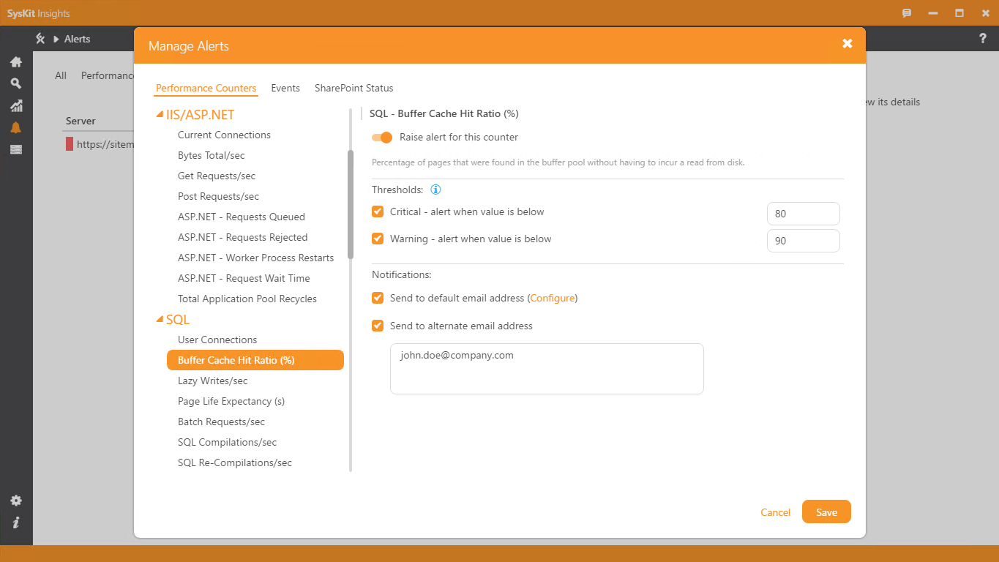 SysKit Insights
Alerts
?
Manage Alerts
All Performance
ew its details
Server
https://sitem
Performance Counters Events SharePoint Status
IIS/ASP.NET
Current Connections
Bytes Total/sec
Get Requests/sec
Post Requests/sec
ASP.NET - Requests Queued
ASP.NET - Requests Rejected
ASP.NET - Worker Process Restarts
ASP.NET - Request Wait Time
Total Application Pool Recycles
SQL
User Connections
Buffer Cache Hit Ratio (%)
Lazy Writes/sec
Page Life Expectancy (s)
Batch Requests/sec
SQL Compilations/sec
SQL Re-Compilations/sec
SQL - Buffer Cache Hit Ratio (%)
Raise alert for this counter
Percentage of pages that were found in the buffer pool without having to incur a read from disk.
Thresholds:
Critical - alert when value is below 80
Warning - alert when value is below 90
Notifications:
Send to default email address (Configure)
Send to alternate email address
john.doe@company.com
Cancel Save